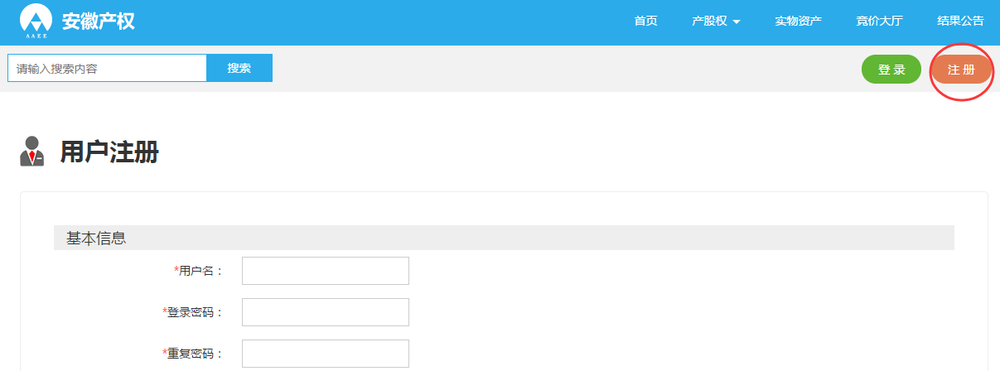 安徽产权
AAEE
首页 产股权 实物资产 竞价大厅 结果公告
请输入搜索内容 搜索 登 录 注 册
用户注册
基本信息
*用户名：
*登录密码：
*重复密码：